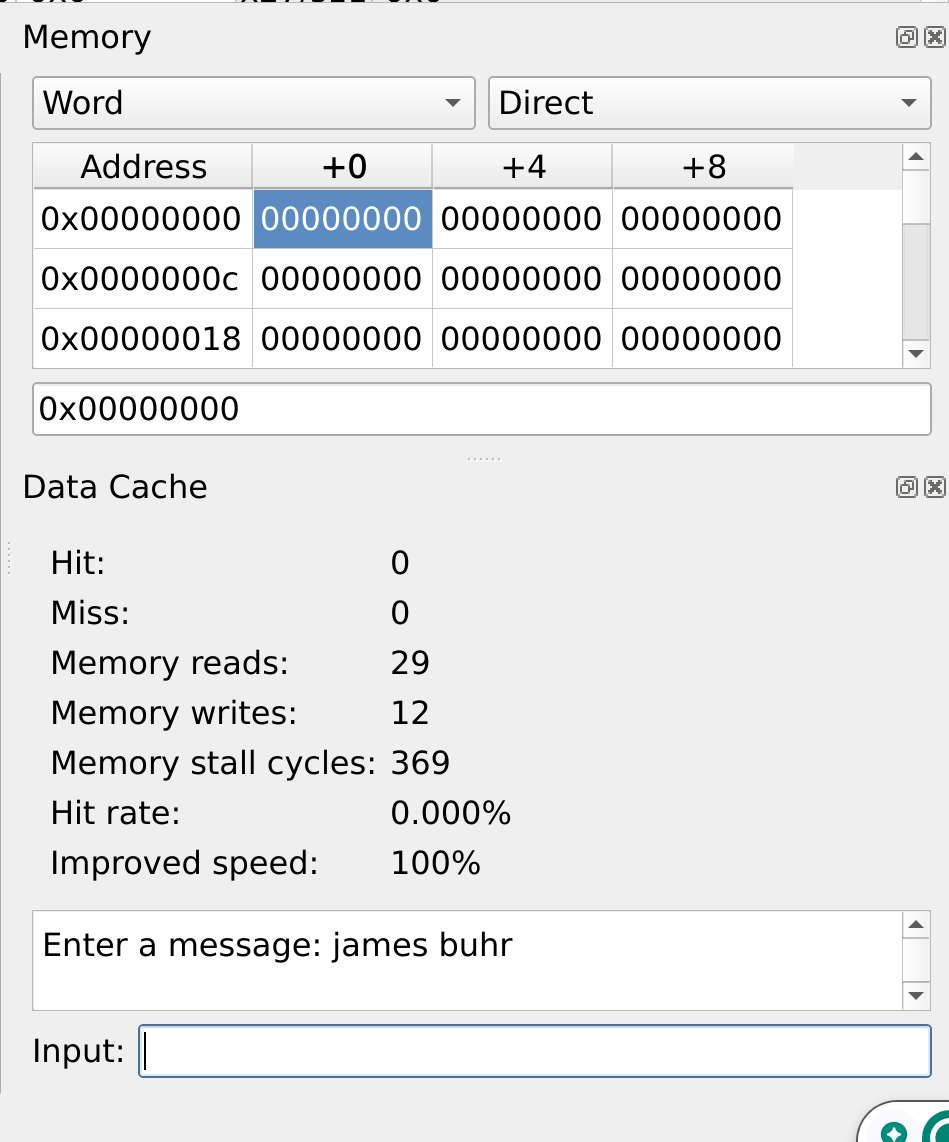 Memory
Word Direct
Address +0 +4 +8
0x00000000 00000000 00000000 00000000
0x0000000c 00000000 00000000 00000000
0x00000018 00000000 00000000 00000000
0x00000000
Data Cache
Hit: 0
Miss: 0
Memory reads: 29
Memory writes: 12
Memory stall cycles: 369
Hit rate: 0.000%
Improved speed: 100%
Enter a message: james buhr
Input: